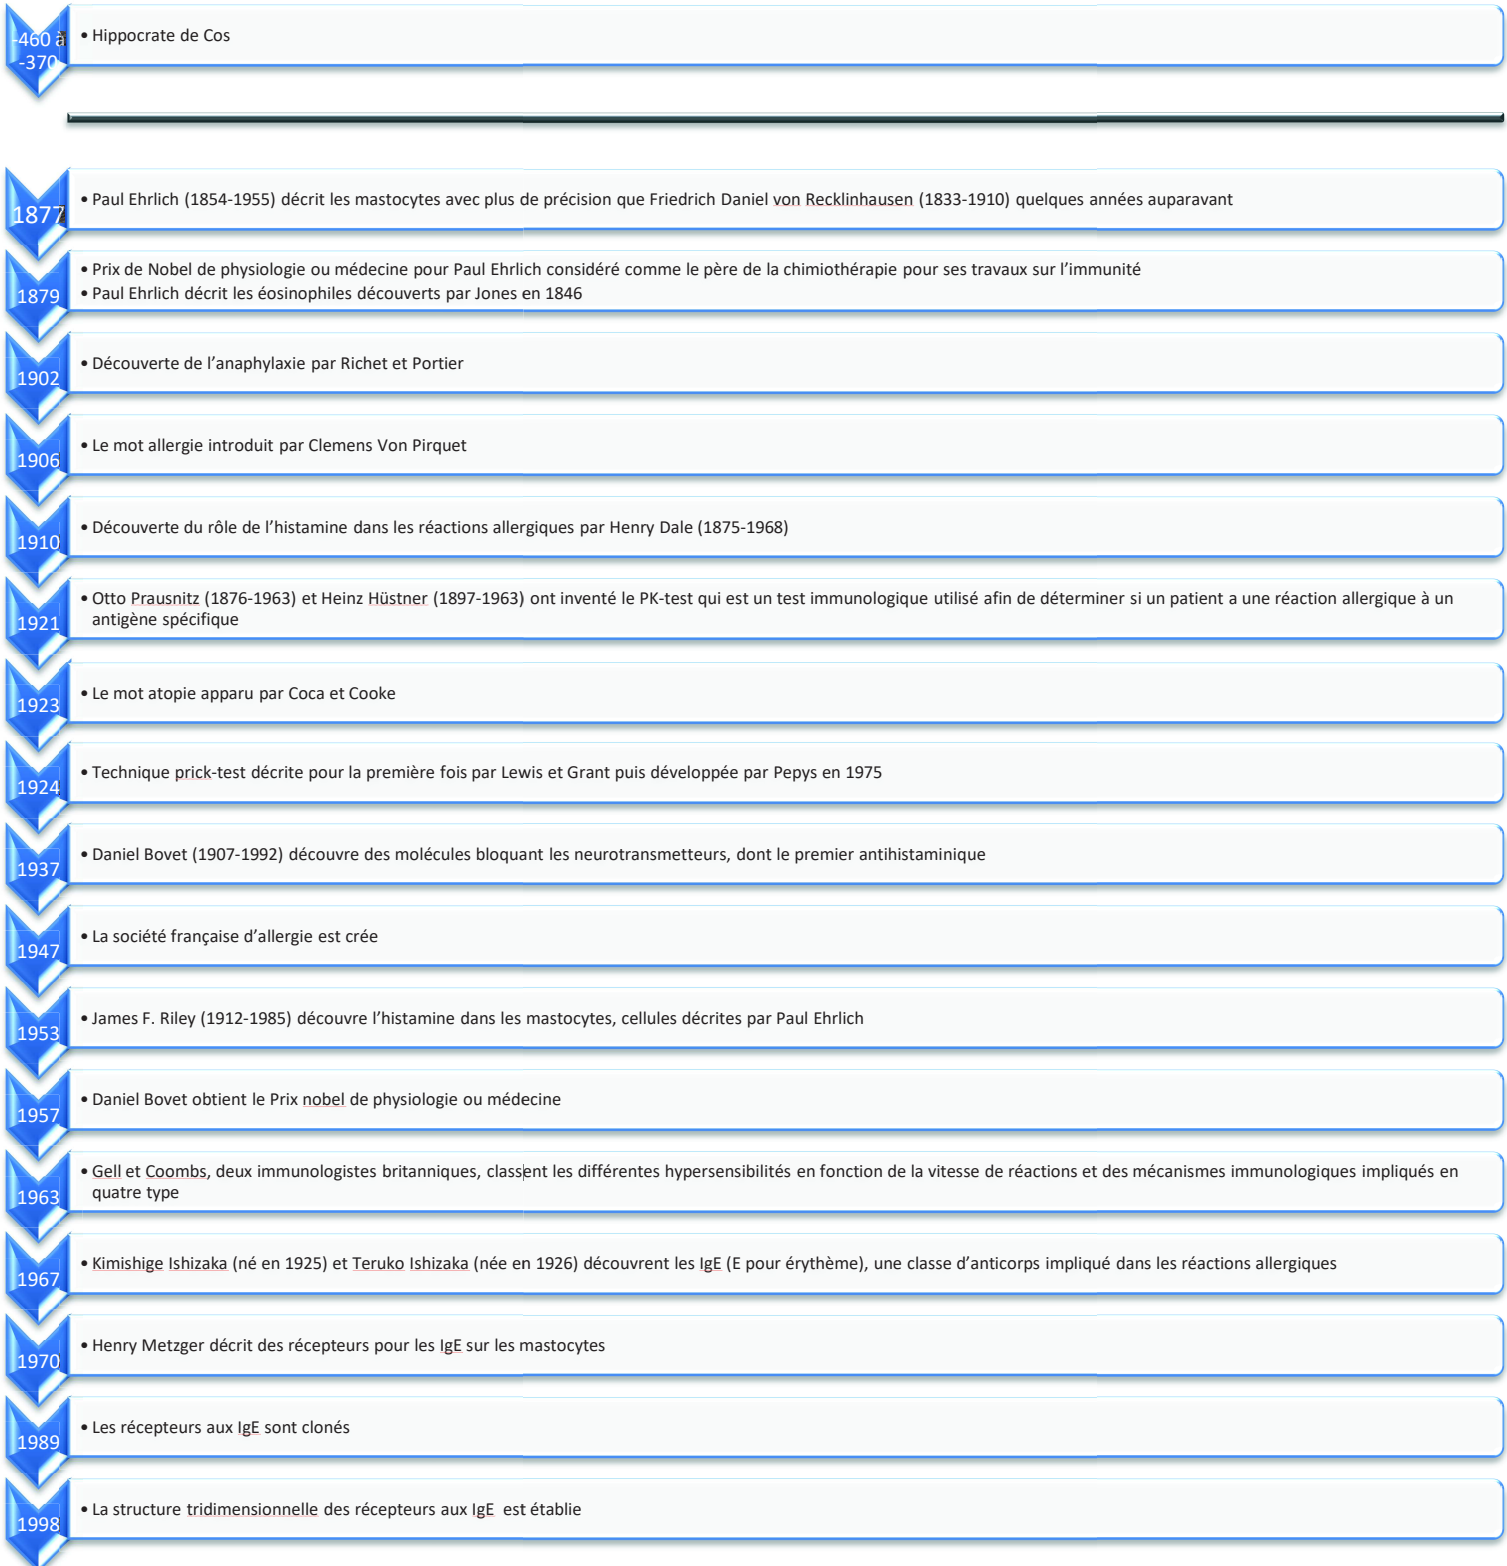 -460 à
-370
• Hippocrate de Cos
1877
• Paul Ehrlich (1854-1955) décrit les mastocytes avec plus de précision que Friedrich Daniel von Recklinhausen (1833-1910) quelques années auparavant
1879
• Prix de Nobel de physiologie ou médecine pour Paul Ehrlich considéré comme le père de la chimiothérapie pour ses travaux sur l’immunité
• Paul Ehrlich décrit les éosinophiles découverts par Jones en 1846
1902
• Découverte de l’anaphylaxie par Richet et Portier
1906
• Le mot allergie introduit par Clemens Von Pirquet
1910
• Découverte du rôle de l’histamine dans les réactions allergiques par Henry Dale (1875-1968)
1921
• Otto Prausnitz (1876-1963) et Heinz Hüstner (1897-1963) ont inventé le PK-test qui est un test immunologique utilisé afin de déterminer si un patient a une réaction allergique à un
antigène spécifique
1923
• Le mot atopie apparu par Coca et Cooke
1924
• Technique prick-test décrite pour la première fois par Lewis et Grant puis développée par Pepys en 1975
1937
• Daniel Bovet (1907-1992) découvre des molécules bloquant les neurotransmetteurs, dont le premier antihistaminique
1947
• La société française d’allergie est crée
1953
• James F. Riley (1912-1985) découvre l’histamine dans les mastocytes, cellules décrites par Paul Ehrlich
1957
• Daniel Bovet obtient le Prix nobel de physiologie ou médecine
1963
• Gell et Coombs, deux immunologistes britanniques, classent les différentes hypersensibilités en fonction de la vitesse de réactions et des mécanismes immunologiques impliqués en
quatre type
1967
• Kimishige Ishizaka (né en 1925) et Teruko Ishizaka (née en 1926) découvrent les IgE (E pour érythème), une classe d’anticorps impliqué dans les réactions allergiques
1970
• Henry Metzger décrit des récepteurs pour les IgE sur les mastocytes
1989
• Les récepteurs aux IgE sont clonés
1998
• La structure tridimensionnelle des récepteurs aux IgE est établie